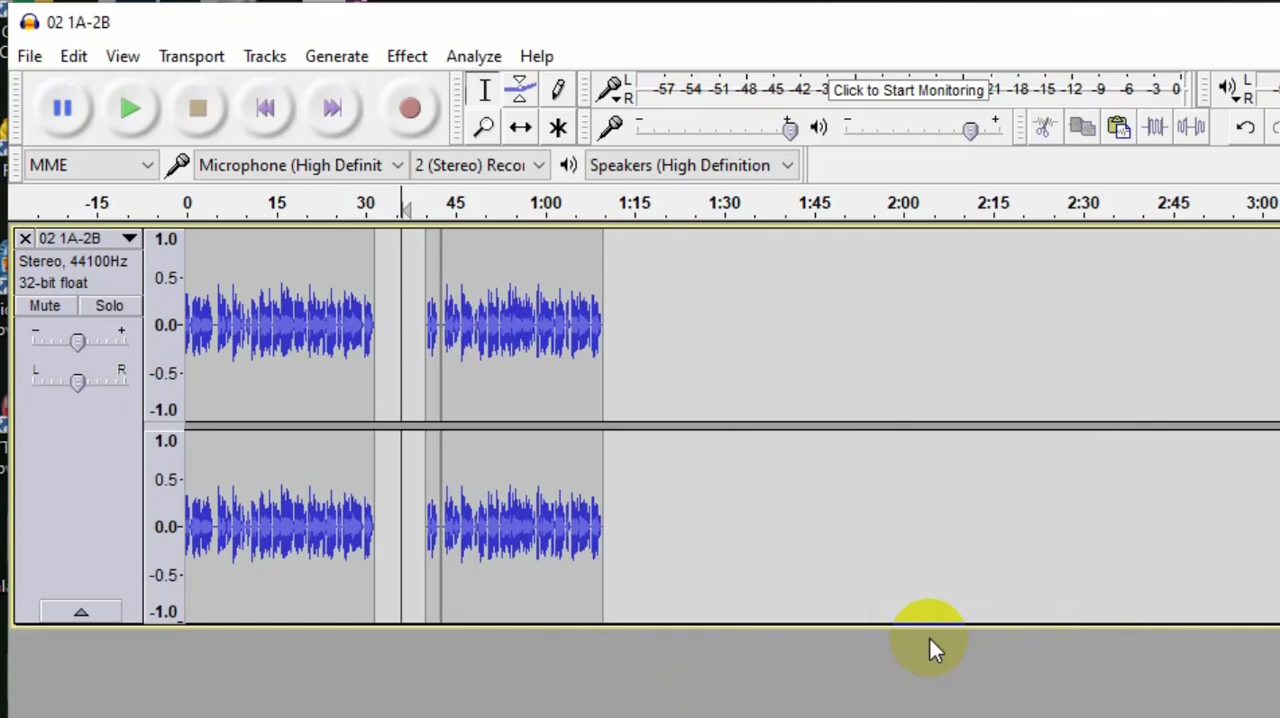 02 1A-2B
File Edit View Transport Tracks Generate Effect Analyze Help
L
R
-57 -54 -51 -48 -45 -42 -3 Click to Start Monitoring 21 -18 -15 -12 -9 -6 -3 0
L
R
- +
- +
MME Microphone (High Definit 2 (Stereo) Recor Speakers (High Definition
-15 0 15 30 45 1:00 1:15 1:30 1:45 2:00 2:15 2:30 2:45 3:00
02 1A-2B
Stereo, 44100Hz
32-bit float
Mute Solo
- +
L R
1.0
0.5
0.0
-0.5
-1.0
1.0
0.5
0.0
-0.5
-1.0